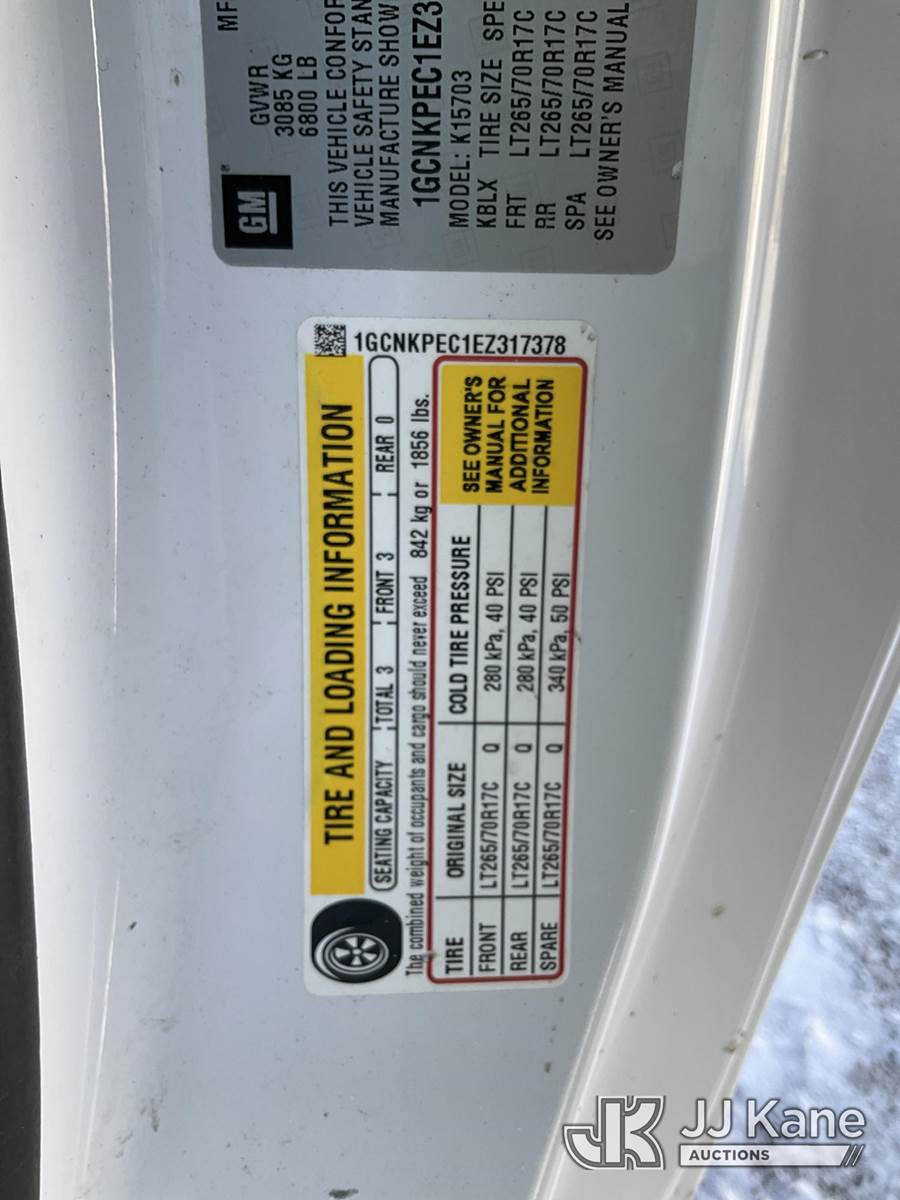 MF
GVWR
3085 KG
6800 LB
GM
THIS VEHICLE CONFOR
VEHICLE SAFETY STAN
MANUFACTURE SHOW
1GCNKPEC1EZ3
MODEL: K15703
KBLX TIRE SIZE SPE
FRT LT265/70R17C
RR LT265/70R17C
SPA LT265/70R17C
SEE OWNER'S MANUAL
1GCNKPEC1EZ317378
TIRE AND LOADING INFORMATION
SEATING CAPACITY TOTAL 3 FRONT 3 REAR 0
The combined weight of occupants and cargo should never exceed 842 kg or 1856 lbs.
TIRE ORIGINAL SIZE COLD TIRE PRESSURE
FRONT LT265/70R17C Q 280 kPa, 40 PSI
REAR LT265/70R17C Q 280 kPa, 40 PSI
SPARE LT265/70R17C Q 340 kPa, 50 PSI
SEE OWNER'S
MANUAL FOR
ADDITIONAL
INFORMATION
JK JJ Kane
AUCTIONS